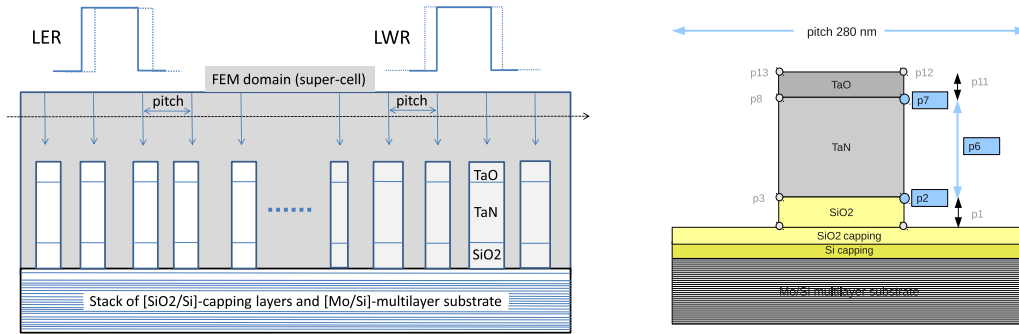 LER
LWR
FEM domain (super-cell)
pitch
pitch
TaO
TaN
SiO2
Stack of [SiO2/Si]-capping layers and [Mo/Si]-multilayer substrate
pitch 280 nm
p13
p12
TaO
p11
p8
p7
TaN
p6
p3
p2
SiO2
p1
SiO2 capping
Si capping
Mo/Si multilayer substrate